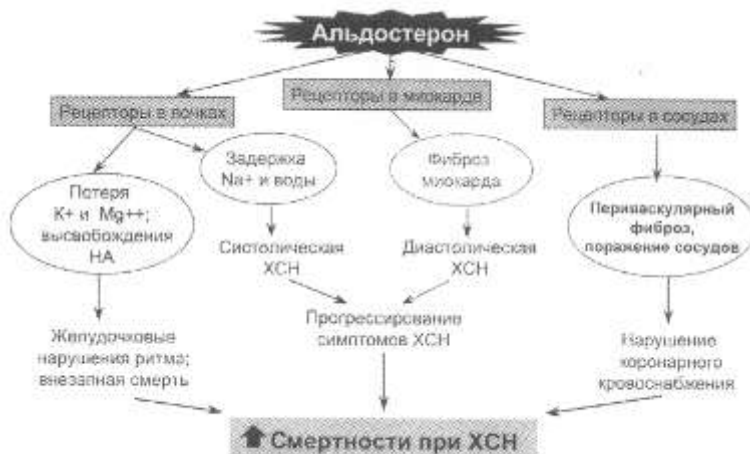 Альдостерон
Рецепторы в почках
Рецепторы в миокарде
Рецепторы в сосудах
Задержка
Na+ и воды
Фиброз
миокарда
Потеря
K+ и Mg++;
высвобождения
НА
Периваскулярный
фиброз,
поражение сосудов
Систолическая
ХСН
Диастолическая
ХСН
Прогрессирование
симптомов ХСН
Желудочковые
нарушения ритма;
внезапная смерть
Нарушение
коронарного
кровоснабжения
Смертности при ХСН